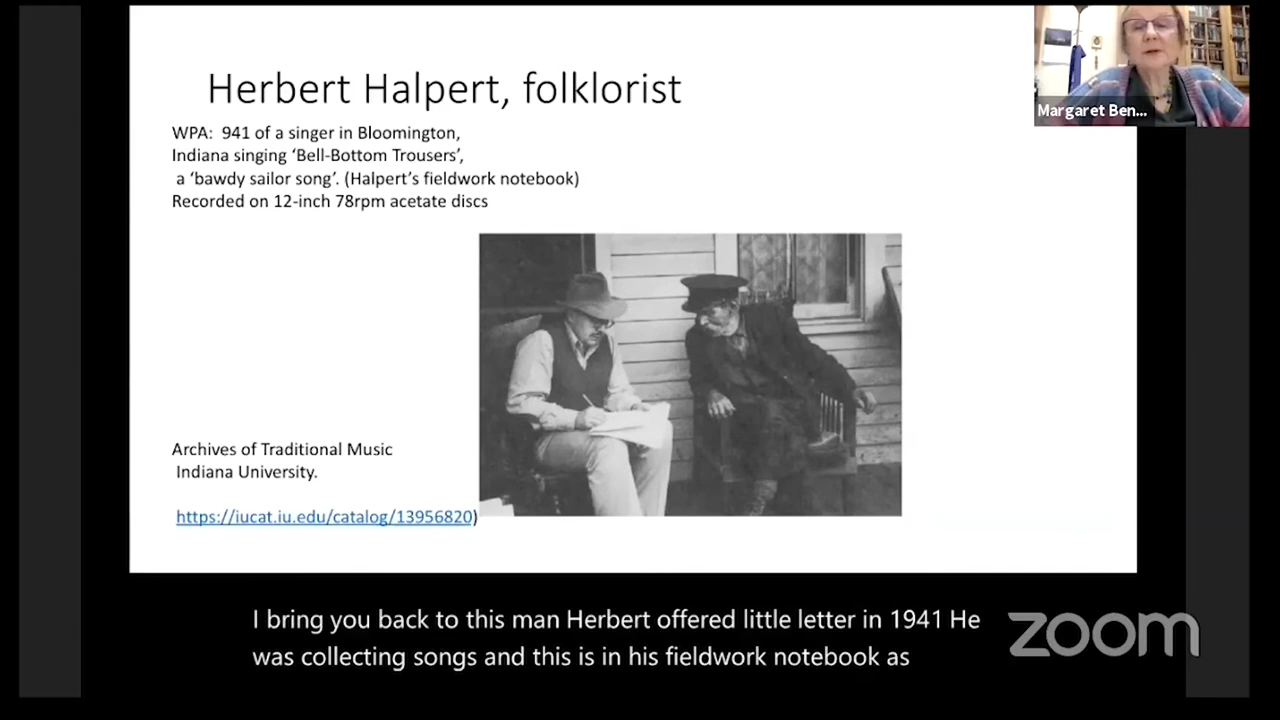 Herbert Halpert, folklorist
WPA: 941 of a singer in Bloomington,
Indiana singing ‘Bell-Bottom Trousers’,
a ‘bawdy sailor song’. (Halpert’s fieldwork notebook)
Recorded on 12-inch 78rpm acetate discs
Archives of Traditional Music
Indiana University.
https://iucat.iu.edu/catalog/13956820)
Margaret Ben...
I bring you back to this man Herbert offered little letter in 1941 He
was collecting songs and this is in his fieldwork notebook as
zoom